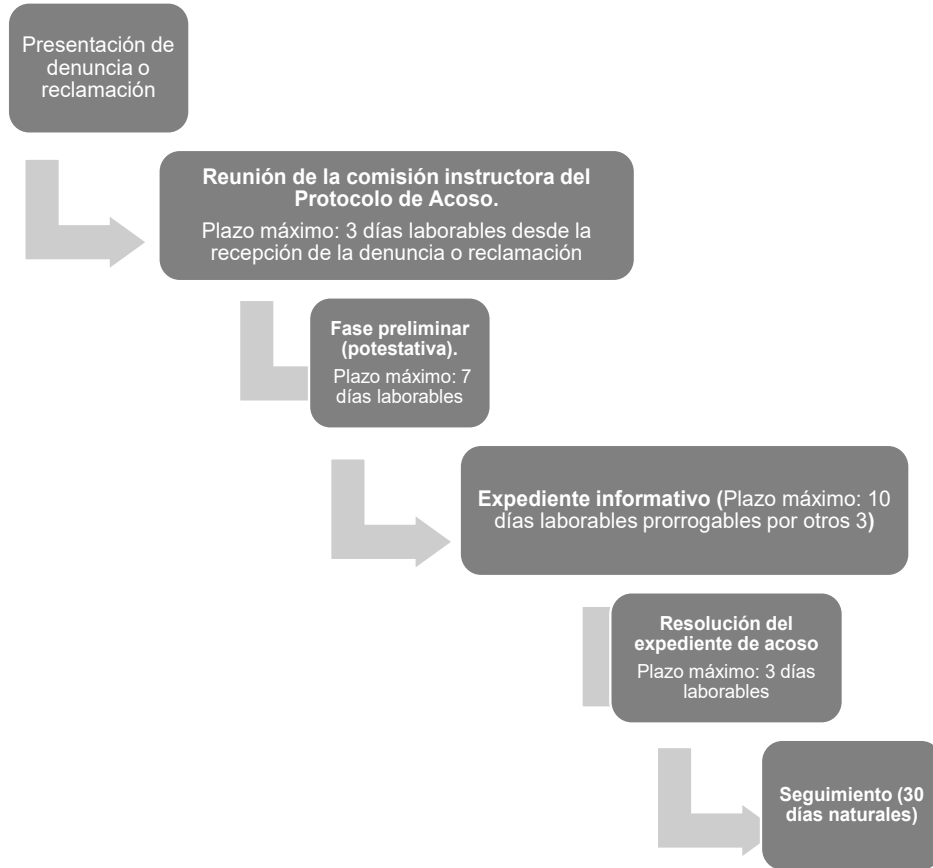 Presentación de
denuncia o
reclamación
Reunión de la comisión instructora del
Protocolo de Acoso.
Plazo máximo: 3 días laborables desde la
recepción de la denuncia o reclamación
Fase preliminar
(potestativa).
Plazo máximo: 7
días laborables
Expediente informativo (Plazo máximo: 10
días laborables prorrogables por otros 3)
Resolución del
expediente de acoso
Plazo máximo: 3 días
laborables
Seguimiento (30
días naturales)